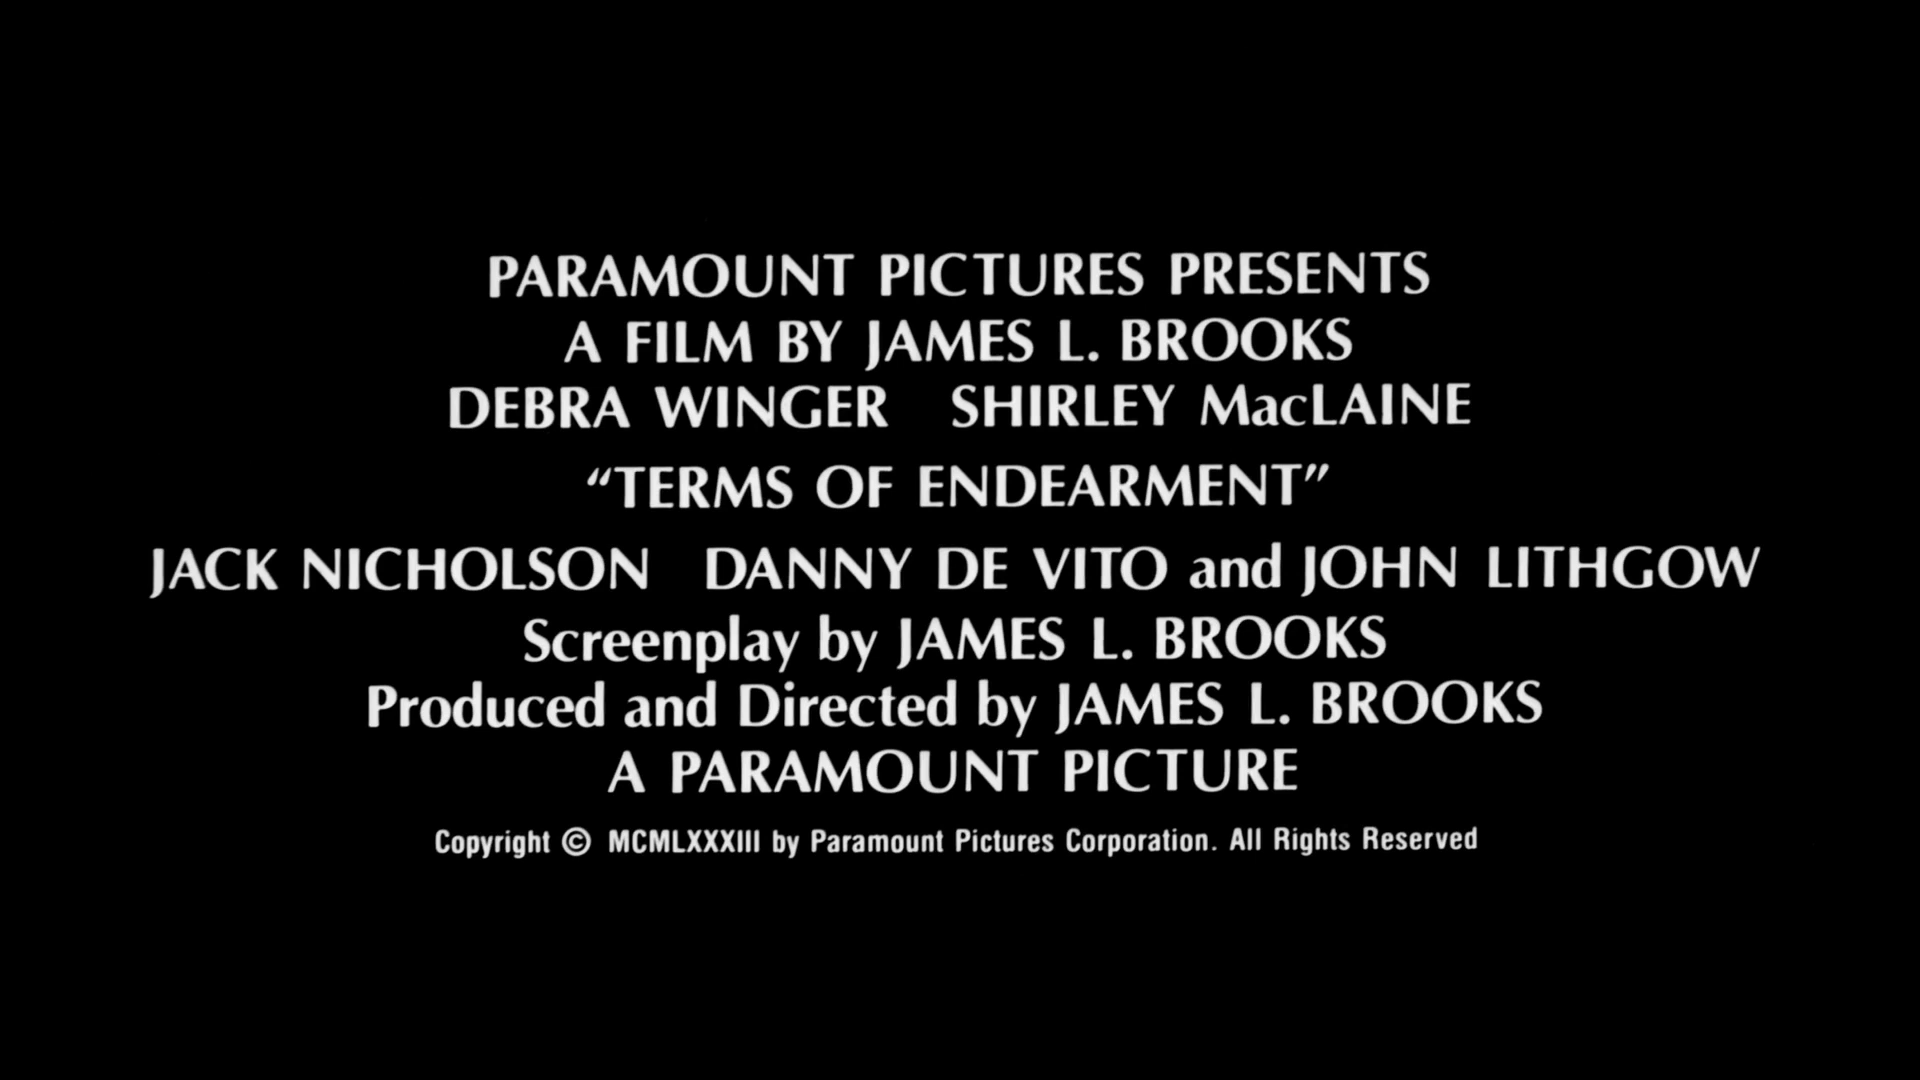 PARAMOUNT PICTURES PRESENTS
A FILM BY JAMES L. BROOKS
DEBRA WINGER SHIRLEY MacLAINE
“TERMS OF ENDEARMENT”
JACK NICHOLSON DANNY DE VITO and JOHN LITHGOW
Screenplay by JAMES L. BROOKS
Produced and Directed by JAMES L. BROOKS
A PARAMOUNT PICTURE
Copyright © MCMLXXXIII by Paramount Pictures Corporation. All Rights Reserved